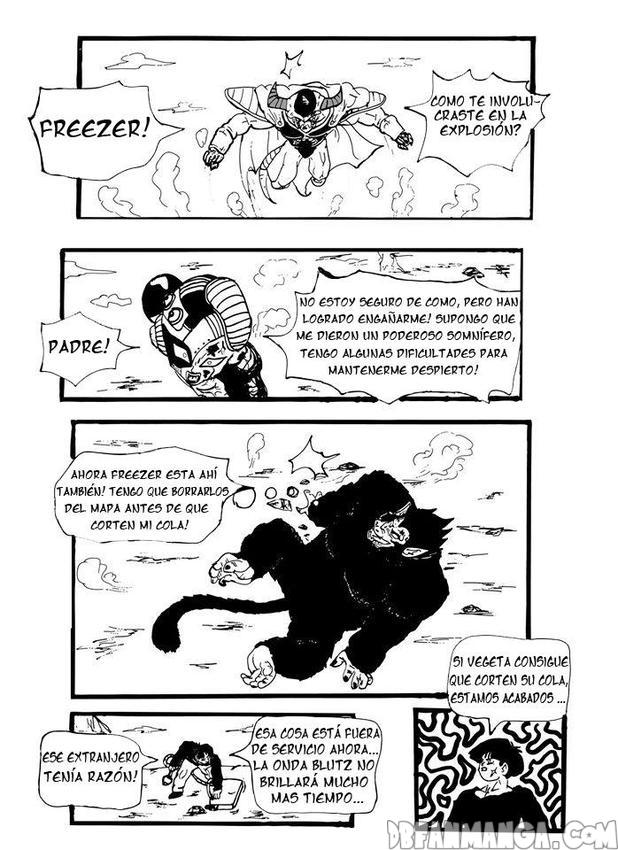 FREEZER!
COMO TE INVOLU-
CRASTE EN LA
EXPLOSIÓN?
PADRE!
NO ESTOY SEGURO DE COMO, PERO HAN
LOGRADO ENGAÑARME! SUPONGO QUE
ME DIERON UN PODEROSO SOMNÍFERO,
TENGO ALGUNAS DIFICULTADES PARA
MANTENERME DESPIERTO!
AHORA FREEZER ESTA AHÍ
TAMBIÉN! TENGO QUE BORRARLOS
DEL MAPA ANTES DE QUE
CORTEN MI COLA!
ESE EXTRANJERO
TENÍA RAZÓN!
ESA COSA ESTÁ FUERA
DE SERVICIO AHORA...
LA ONDA BLUTZ NO
BRILLARÁ MUCHO
MAS TIEMPO...
SI VEGETA CONSIGUE
QUE CORTEN SU COLA,
ESTAMOS ACABADOS ...
DBFANMANGA.COM